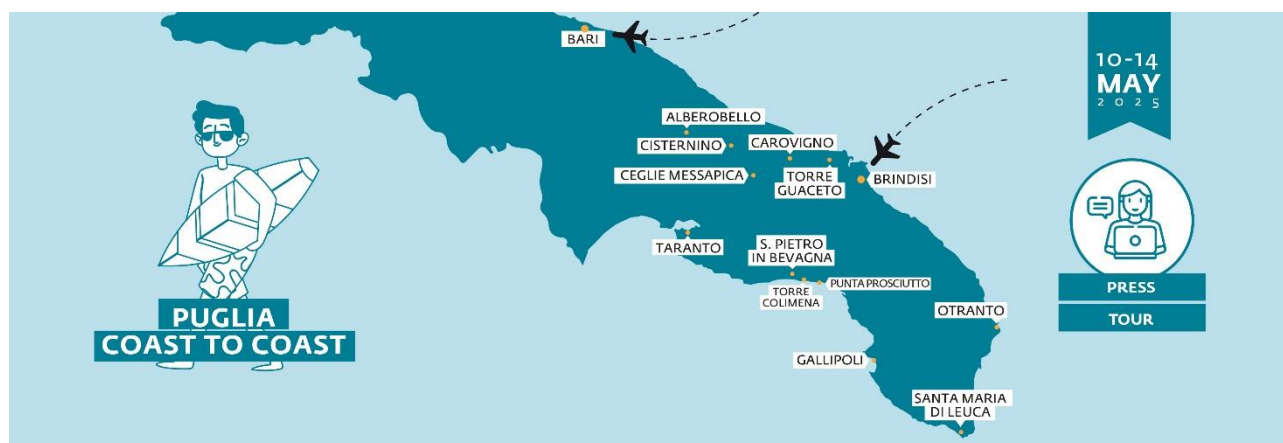 BARI
10-14
MAY
2025
ALBEROBELLO
CISTERNINO
CAROVIGNO
CEGLIE MESSAPICA
TORRE
GUACETO
BRINDISI
TARANTO
S. PIETRO
IN BEVAGNA
TORRE
COLIMENA
PUNTA PROSCIUTTO
OTRANTO
GALLIPOLI
SANTA MARIA
DI LEUCA
PUGLIA
COAST TO COAST
PRESS
TOUR